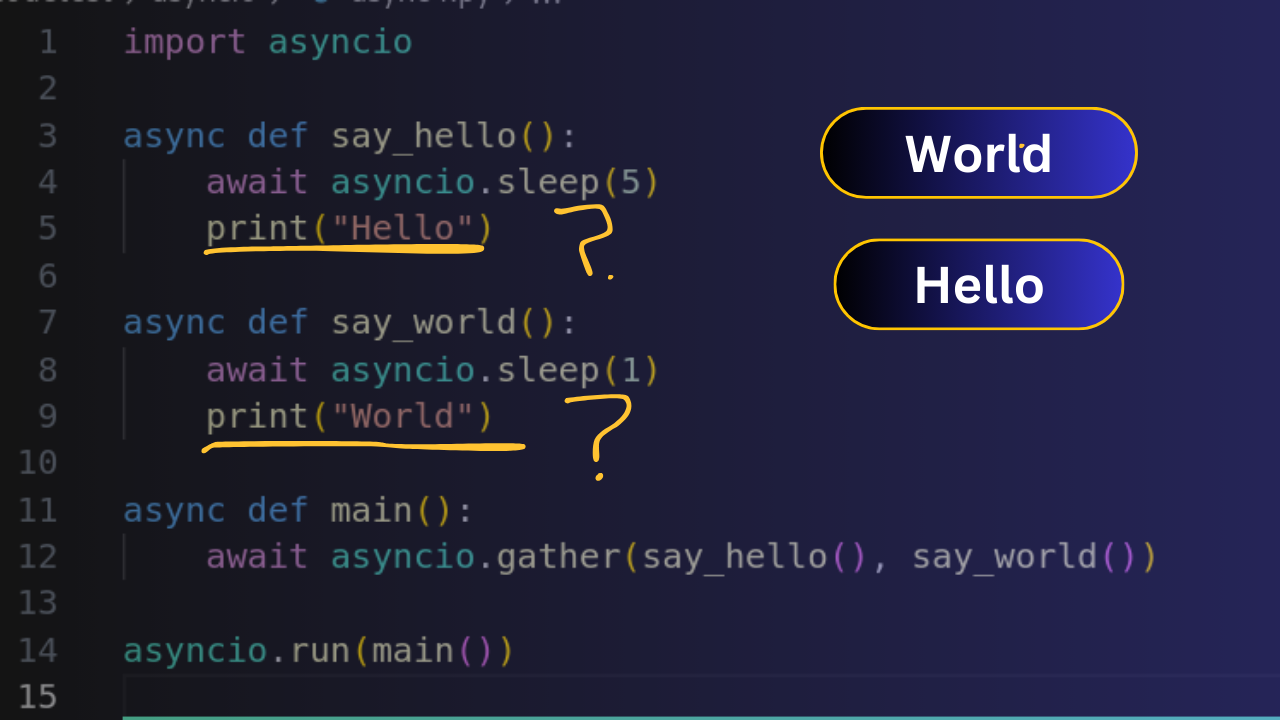 1 import asyncio
2
3 async def say_hello():
4     await asyncio.sleep(5)
5     print("Hello") ?
6
7 async def say_world():
8     await asyncio.sleep(1)
9     print("World") ?
10
11 async def main():
12     await asyncio.gather(say_hello(), say_world())
13
14 asyncio.run(main())
15
World
Hello